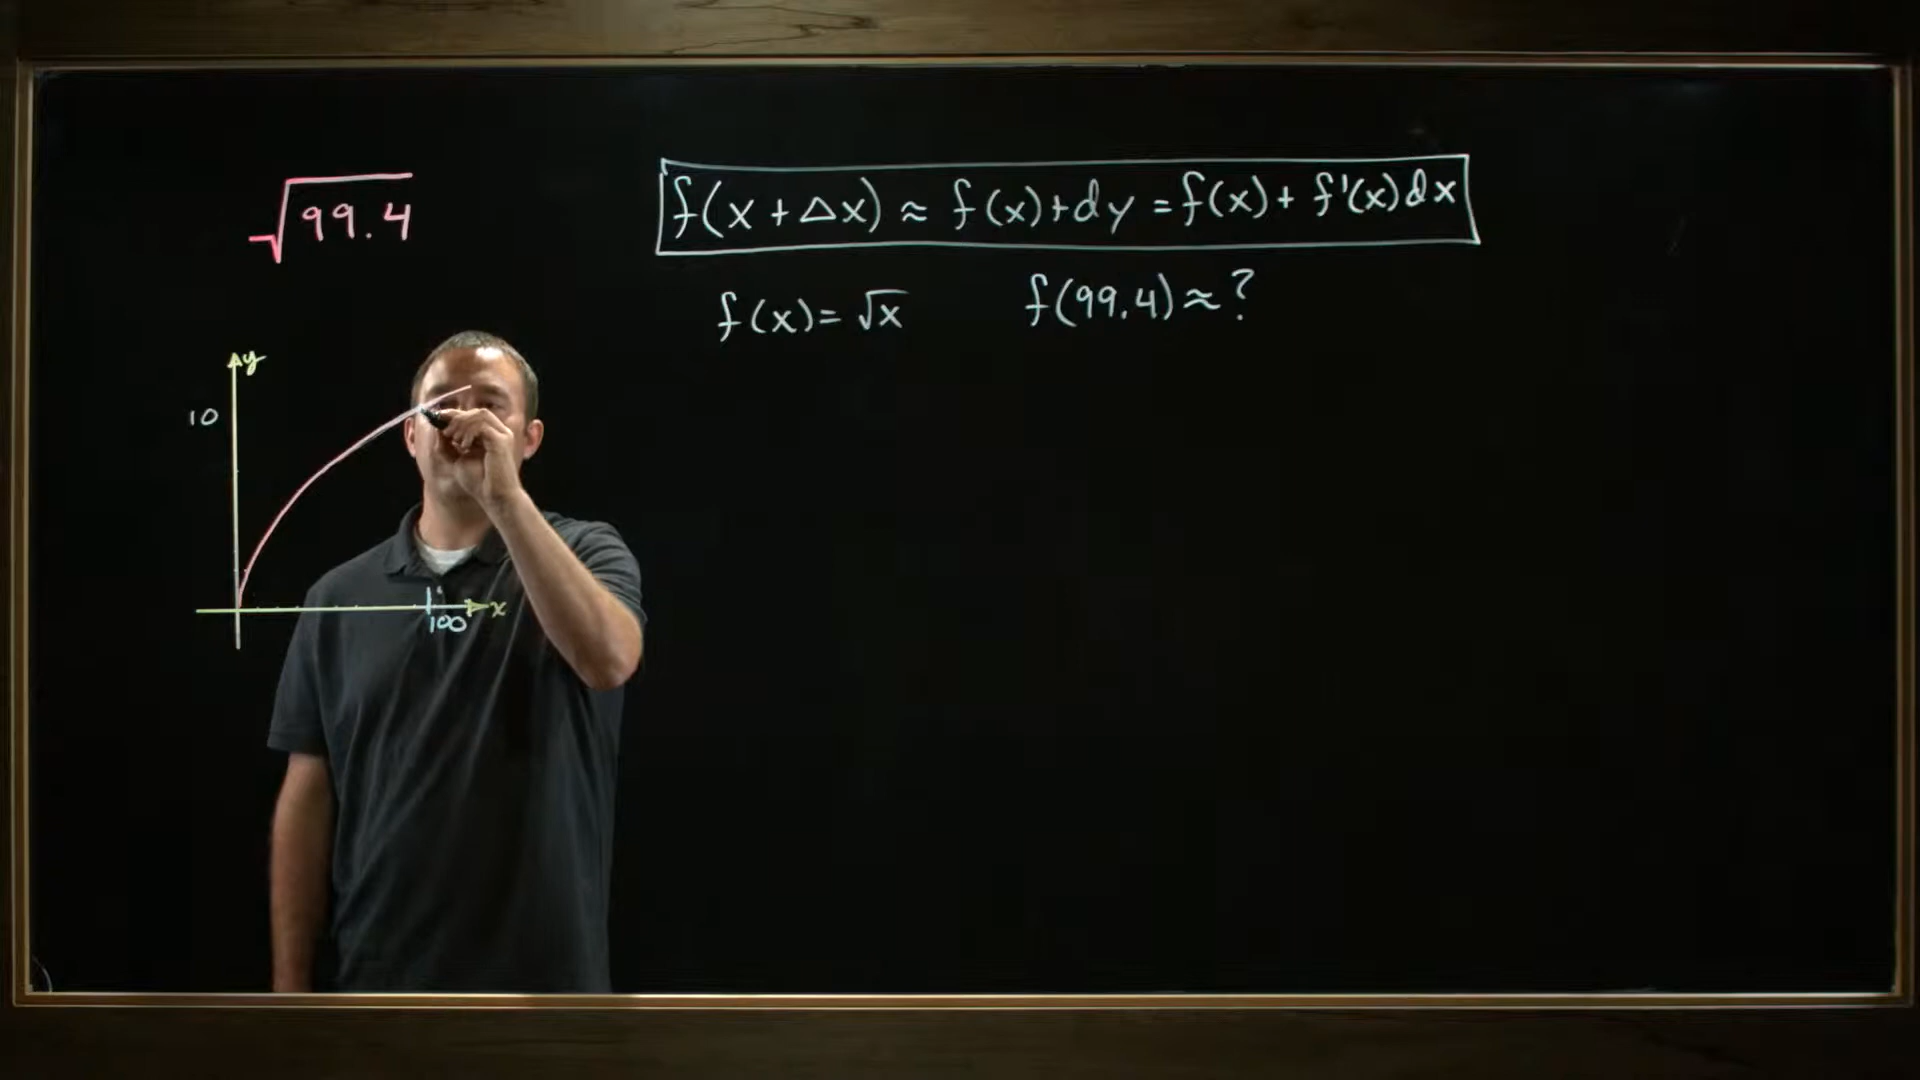 √99.4
f(x+Δx) ≈ f(x)+dy = f(x)+ f'(x)dx
f(x)= √x f(99.4)≈?
y
10
x
100